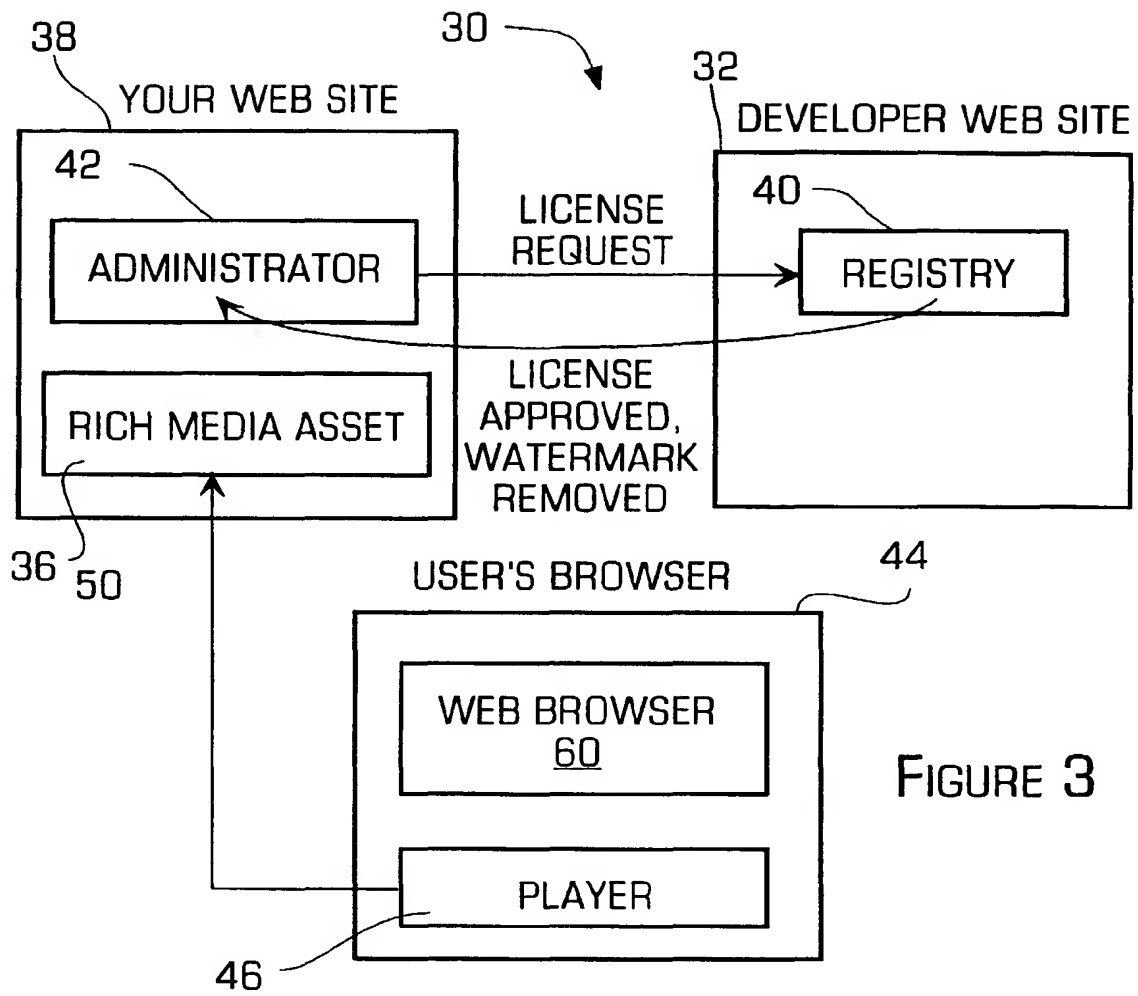 30
38
32
YOUR WEB SITE
DEVELOPER WEB SITE
42
40
LICENSE
REQUEST
ADMINISTRATOR
REGISTRY
LICENSE
APPROVED,
WATERMARK
REMOVED
RICH MEDIA ASSET
36
50
USER'S BROWSER
44
WEB BROWSER
60
FIGURE 3
PLAYER
46